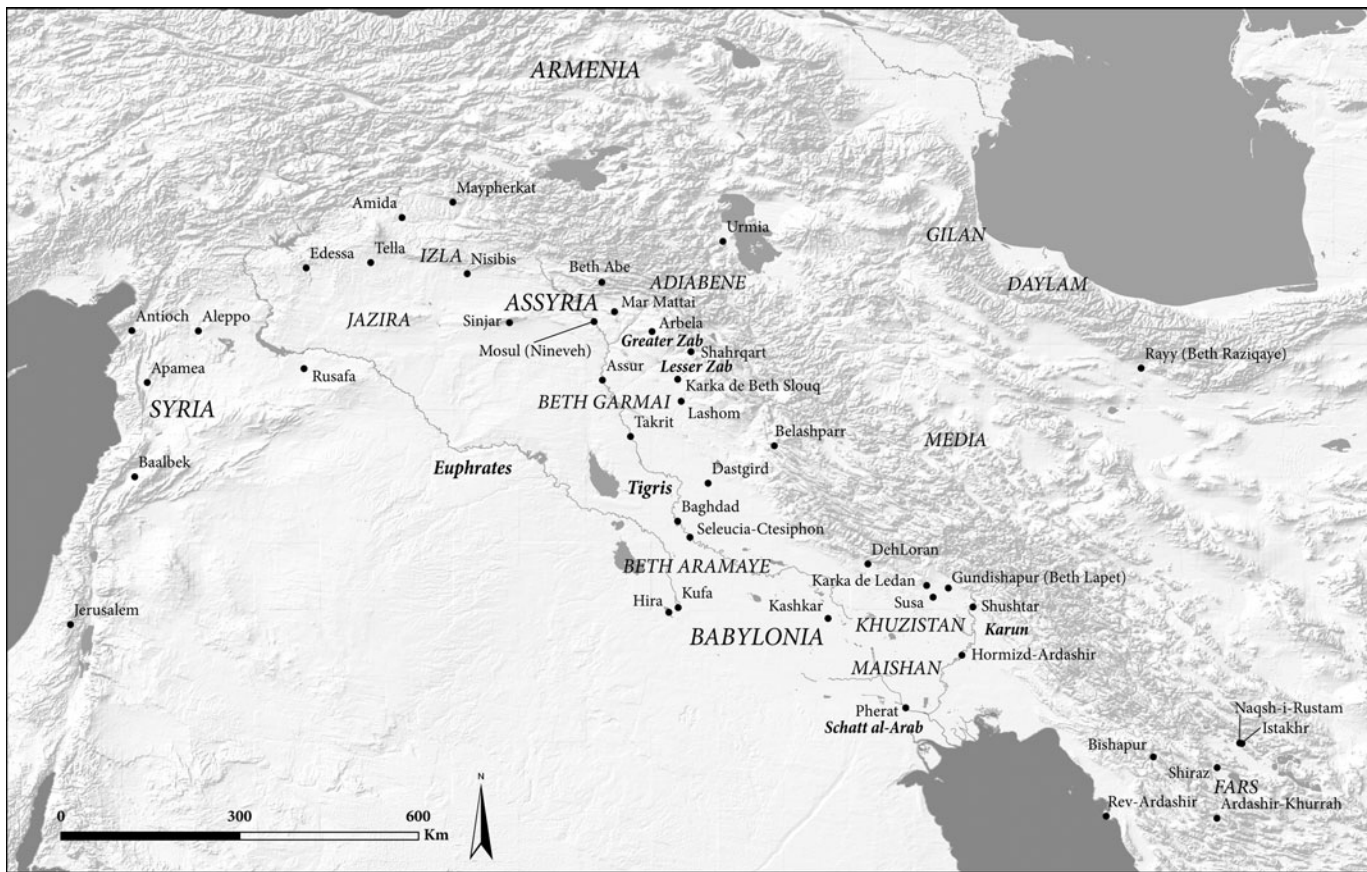 ARMENIA
Maypherkat
Amida
Urmia
GILAN
Edessa
Tella
IZLA
Nisibis
Beth Abe
ADIABENE
DAYLAM
ASSYRIA
Mar Mattai
Antioch
Aleppo
JAZIRA
Sinjar
Arbela
Greater Zab
Mosul (Nineveh)
Shahrqart
Rayy (Beth Raziqaye)
Apamea
Rusafa
Assur
Lesser Zab
Karka de Beth Slouq
SYRIA
BETH GARMAI
Lashom
Takrit
Belashparr
MEDIA
Baalbek
Euphrates
Dastgird
Tigris
Baghdad
Seleucia-Ctesiphon
DehLoran
BETH ARAMAYE
Karka de Ledan
Gundishapur (Beth Lapet)
Jerusalem
Hira
Kufa
Kashkar
Susa
Shushtar
BABYLONIA
KHUZISTAN
Karun
Hormizd-Ardashir
MAISHAN
Pherat
Schatt al-Arab
Naqsh-i-Rustam
Istakhr
Bishapur
Shiraz
FARS
Rev-Ardashir
Ardashir-Khurrah
N
0 300 600
Km